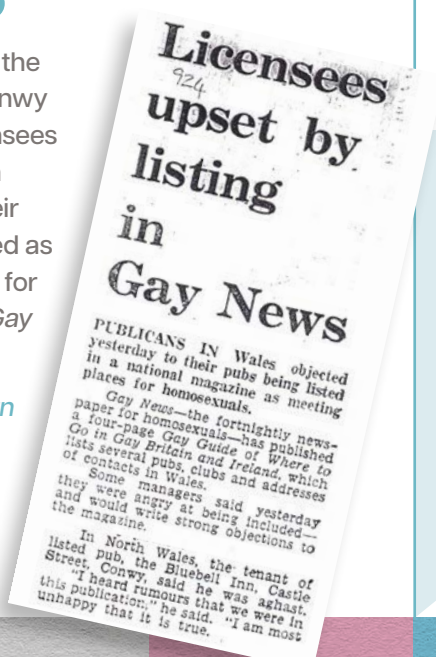 the
nwy
nsees
eir
ed as
for
Gay
n
Licensees
924
upset by
listing
in
Gay News
PUBLICANS IN Wales objected
yesterday to their pubs being listed
in a national magazine as meeting
places for homosexuals.
Gay News—the fortnightly news-
paper for homosexuals—has published
a four-page Gay Guide of Where to
Go in Gay Britain and Ireland, which
lists several pubs, clubs and addresses
of contacts in Wales.
Some managers said yesterday
they were angry at being included—
and would write strong objections to
the magazine.
In North Wales, the tenant of
listed pub, the Bluebell Inn, Castle
Street, Conwy, said he was aghast.
"I heard rumours that we were in
this publication," he said. "I am most
unhappy that it is true.